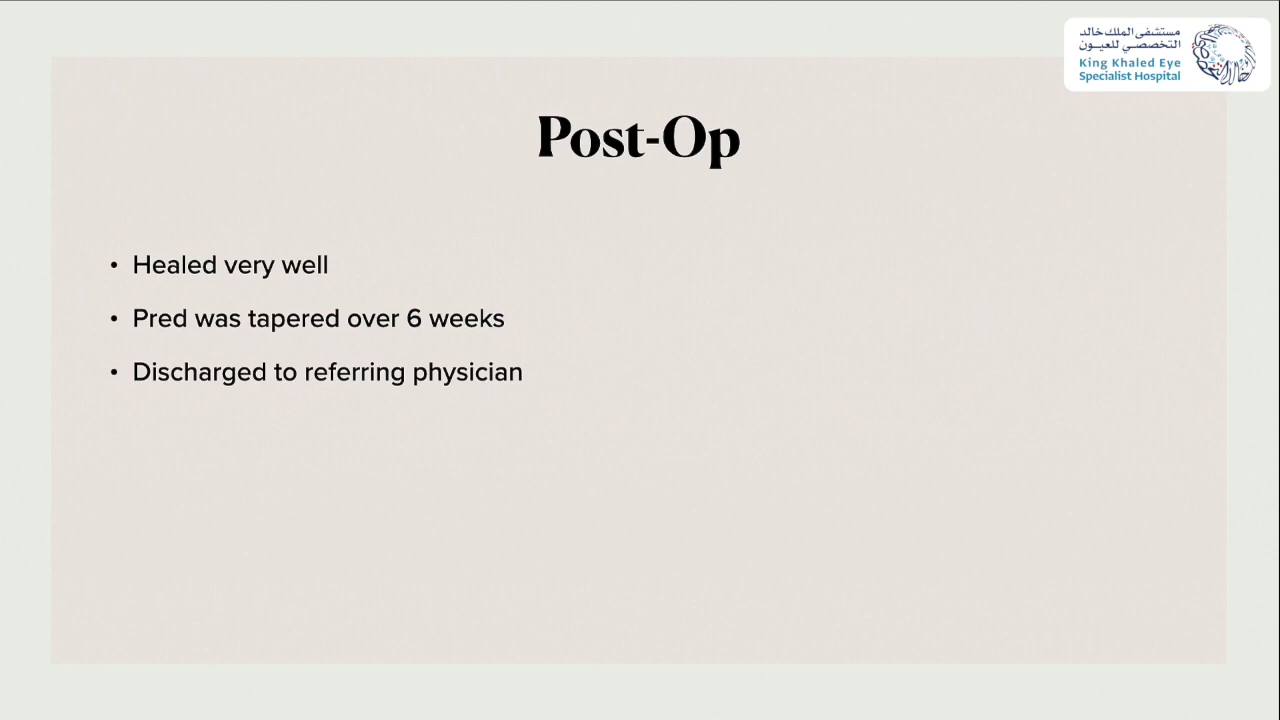 مستشفى الملك خالد
التخصصي للعيون
King Khaled Eye
Specialist Hospital
Post-Op
• Healed very well
• Pred was tapered over 6 weeks
• Discharged to referring physician